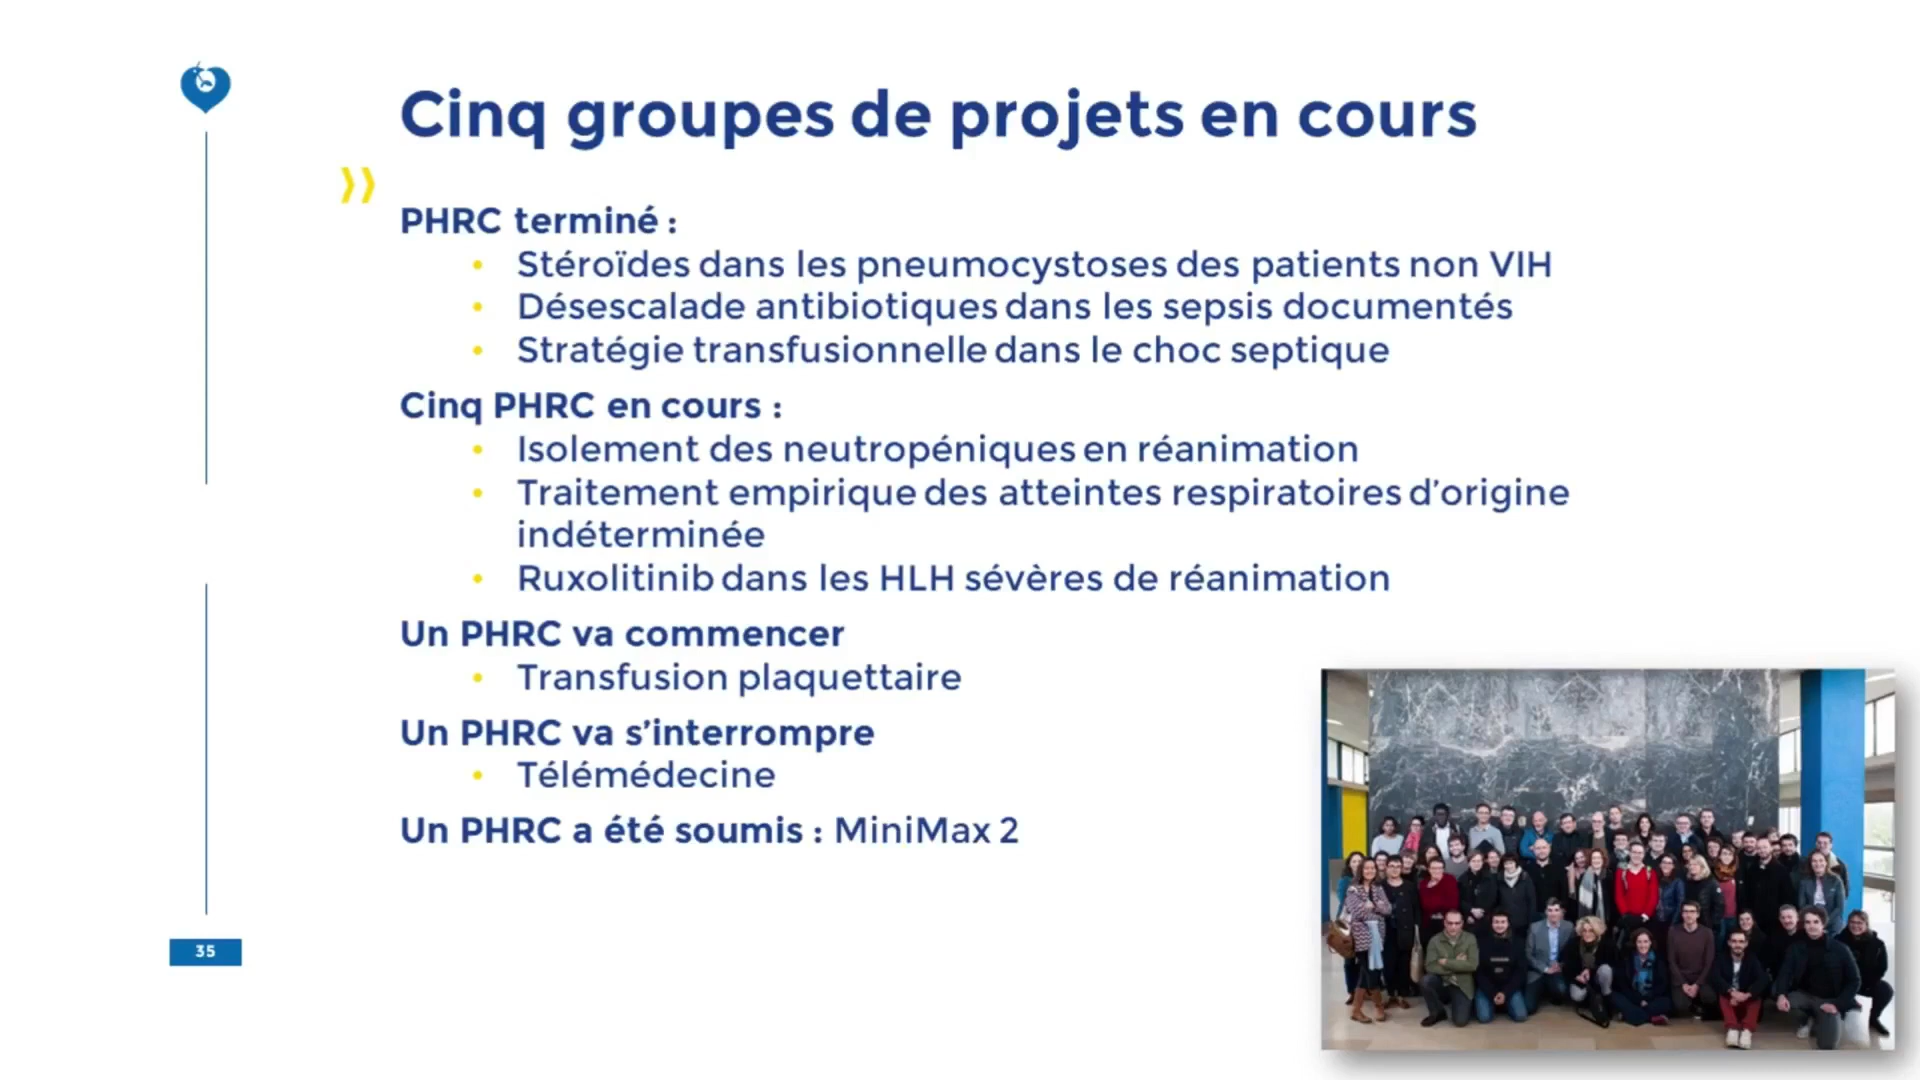 Cinq groupes de projets en cours
PHRC terminé :
• Stéroïdes dans les pneumocystoses des patients non VIH
• Désescalade antibiotiques dans les sepsis documentés
• Stratégie transfusionnelle dans le choc septique
Cinq PHRC en cours :
• Isolement des neutropéniques en réanimation
• Traitement empirique des atteintes respiratoires d’origine
indéterminée
• Ruxolitinib dans les HLH sévères de réanimation
Un PHRC va commencer
• Transfusion plaquettaire
Un PHRC va s’interrompre
• Télémédecine
Un PHRC a été soumis : MiniMax 2
35